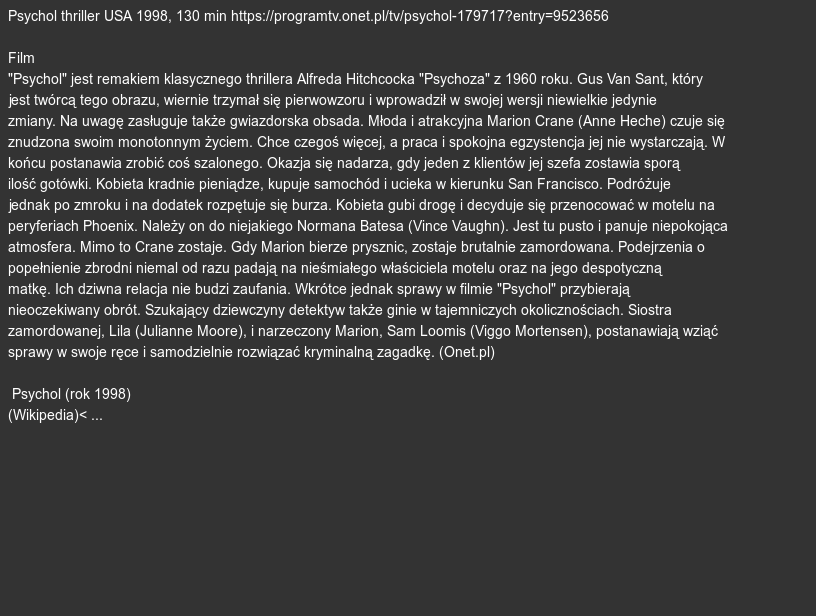 Psychol thriller USA 1998, 130 min https://programtv.onet.pl/tv/psychol-179717?entry=9523656
Film
"Psychol" jest remakiem klasycznego thrillera Alfreda Hitchcocka "Psychoza" z 1960 roku. Gus Van Sant, który
jest twórcą tego obrazu, wiernie trzymał się pierwowzoru i wprowadził w swojej wersji niewielkie jedynie
zmiany. Na uwagę zasługuje także gwiazdorska obsada. Młoda i atrakcyjna Marion Crane (Anne Heche) czuje się
znudzona swoim monotonnym życiem. Chce czegoś więcej, a praca i spokojna egzystencja jej nie wystarczają. W
końcu postanawia zrobić coś szalonego. Okazja się nadarza, gdy jeden z klientów jej szefa zostawia sporą
ilość gotówki. Kobieta kradnie pieniądze, kupuje samochód i ucieka w kierunku San Francisco. Podróżuje
jednak po zmroku i na dodatek rozpętuje się burza. Kobieta gubi drogę i decyduje się przenocować w motelu na
peryferiach Phoenix. Należy on do niejakiego Normana Batesa (Vince Vaughn). Jest tu pusto i panuje niepokojąca
atmosfera. Mimo to Crane zostaje. Gdy Marion bierze prysznic, zostaje brutalnie zamordowana. Podejrzenia o
popełnienie zbrodni niemal od razu padają na nieśmiałego właściciela motelu oraz na jego despotyczną
matkę. Ich dziwna relacja nie budzi zaufania. Wkrótce jednak sprawy w filmie "Psychol" przybierają
nieoczekiwany obrót. Szukający dziewczyny detektyw także ginie w tajemniczych okolicznościach. Siostra
zamordowanej, Lila (Julianne Moore), i narzeczony Marion, Sam Loomis (Viggo Mortensen), postanawiają wziąć
sprawy w swoje ręce i samodzielnie rozwiązać kryminalną zagadkę. (Onet.pl)
Psychol (rok 1998)
(Wikipedia)< ...